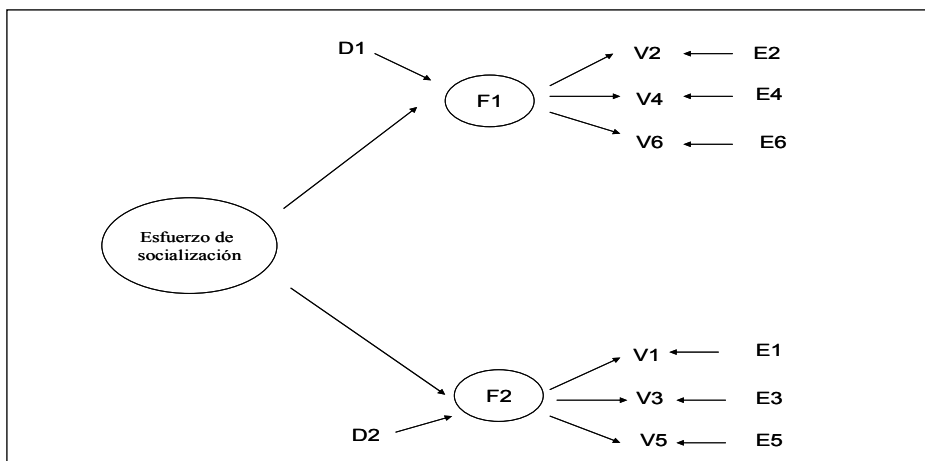 D1
V2
E2
F1
V4
E4
V6
E6
Esfuerzo de
socialización
V1
E1
F2
V3
E3
D2
V5
E5